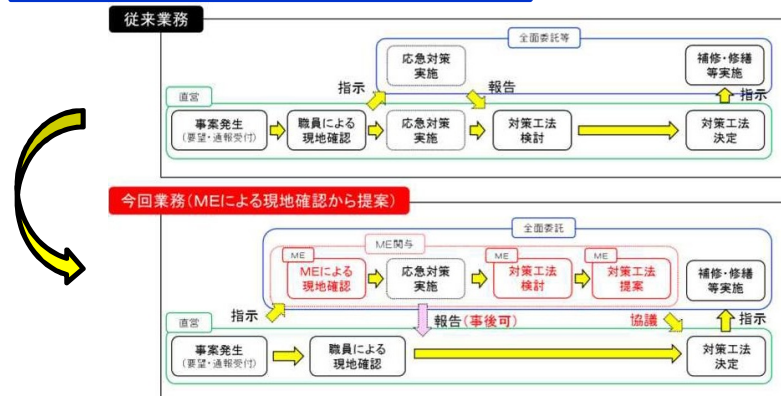 従来業務
全面委託等
応急対策
実施
補修・修繕
等実施
指示
報告
指示
直営
事案発生
(要望・通報受付)
職員による
現地確認
応急対策
実施
対策工法
検討
対策工法
決定
今回業務(MEによる現地確認から提案)
全面委託
ME関与
ME
MEによる
現地確認
応急対策
実施
ME
対策工法
検討
ME
対策工法
提案
補修・修繕
等実施
指示
報告(事後可)
協議
指示
直営
事案発生
(要望・通報受付)
職員による
現地確認
対策工法
決定